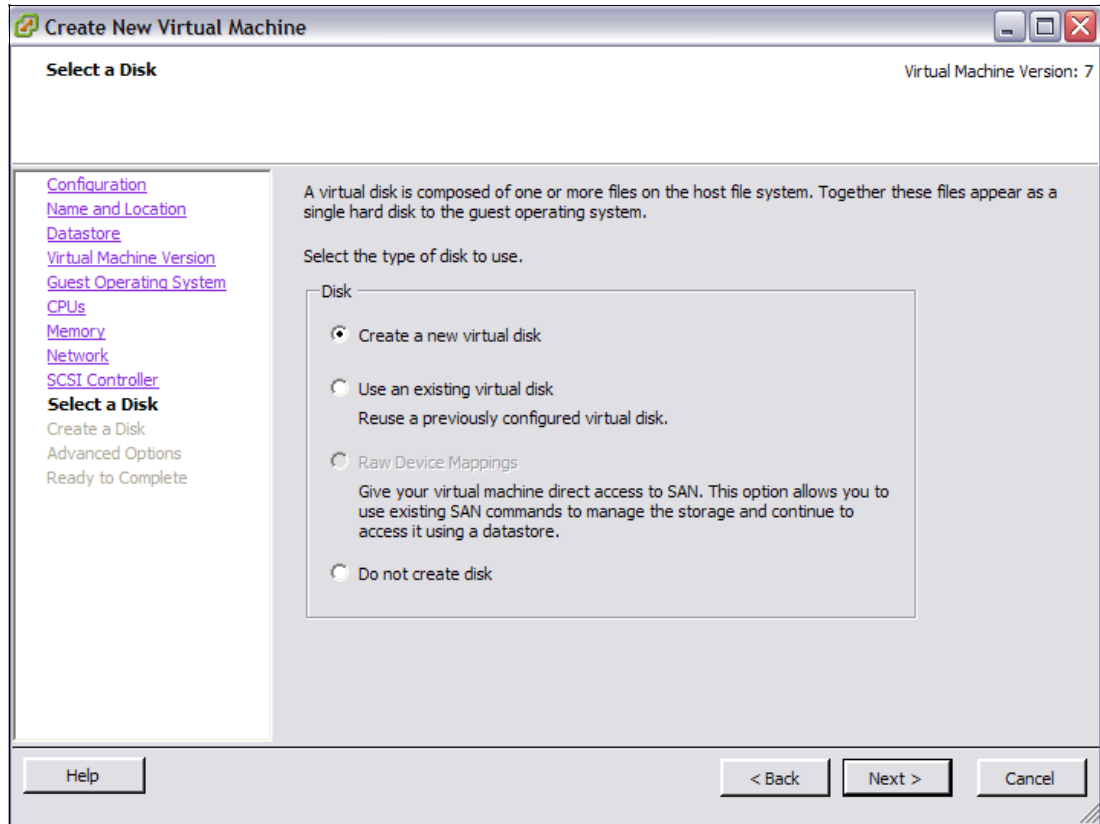 Create New Virtual Machine
Select a Disk
Virtual Machine Version: 7
Configuration
Name and Location
Datastore
Virtual Machine Version
Guest Operating System
CPUs
Memory
Network
SCSI Controller
Select a Disk
Create a Disk
Advanced Options
Ready to Complete
A virtual disk is composed of one or more files on the host file system. Together these files appear as a
single hard disk to the guest operating system.
Select the type of disk to use.
Disk
Create a new virtual disk
Use an existing virtual disk
Reuse a previously configured virtual disk.
Raw Device Mappings
Give your virtual machine direct access to SAN. This option allows you to
use existing SAN commands to manage the storage and continue to
access it using a datastore.
Do not create disk
Help
< Back
Next >
Cancel